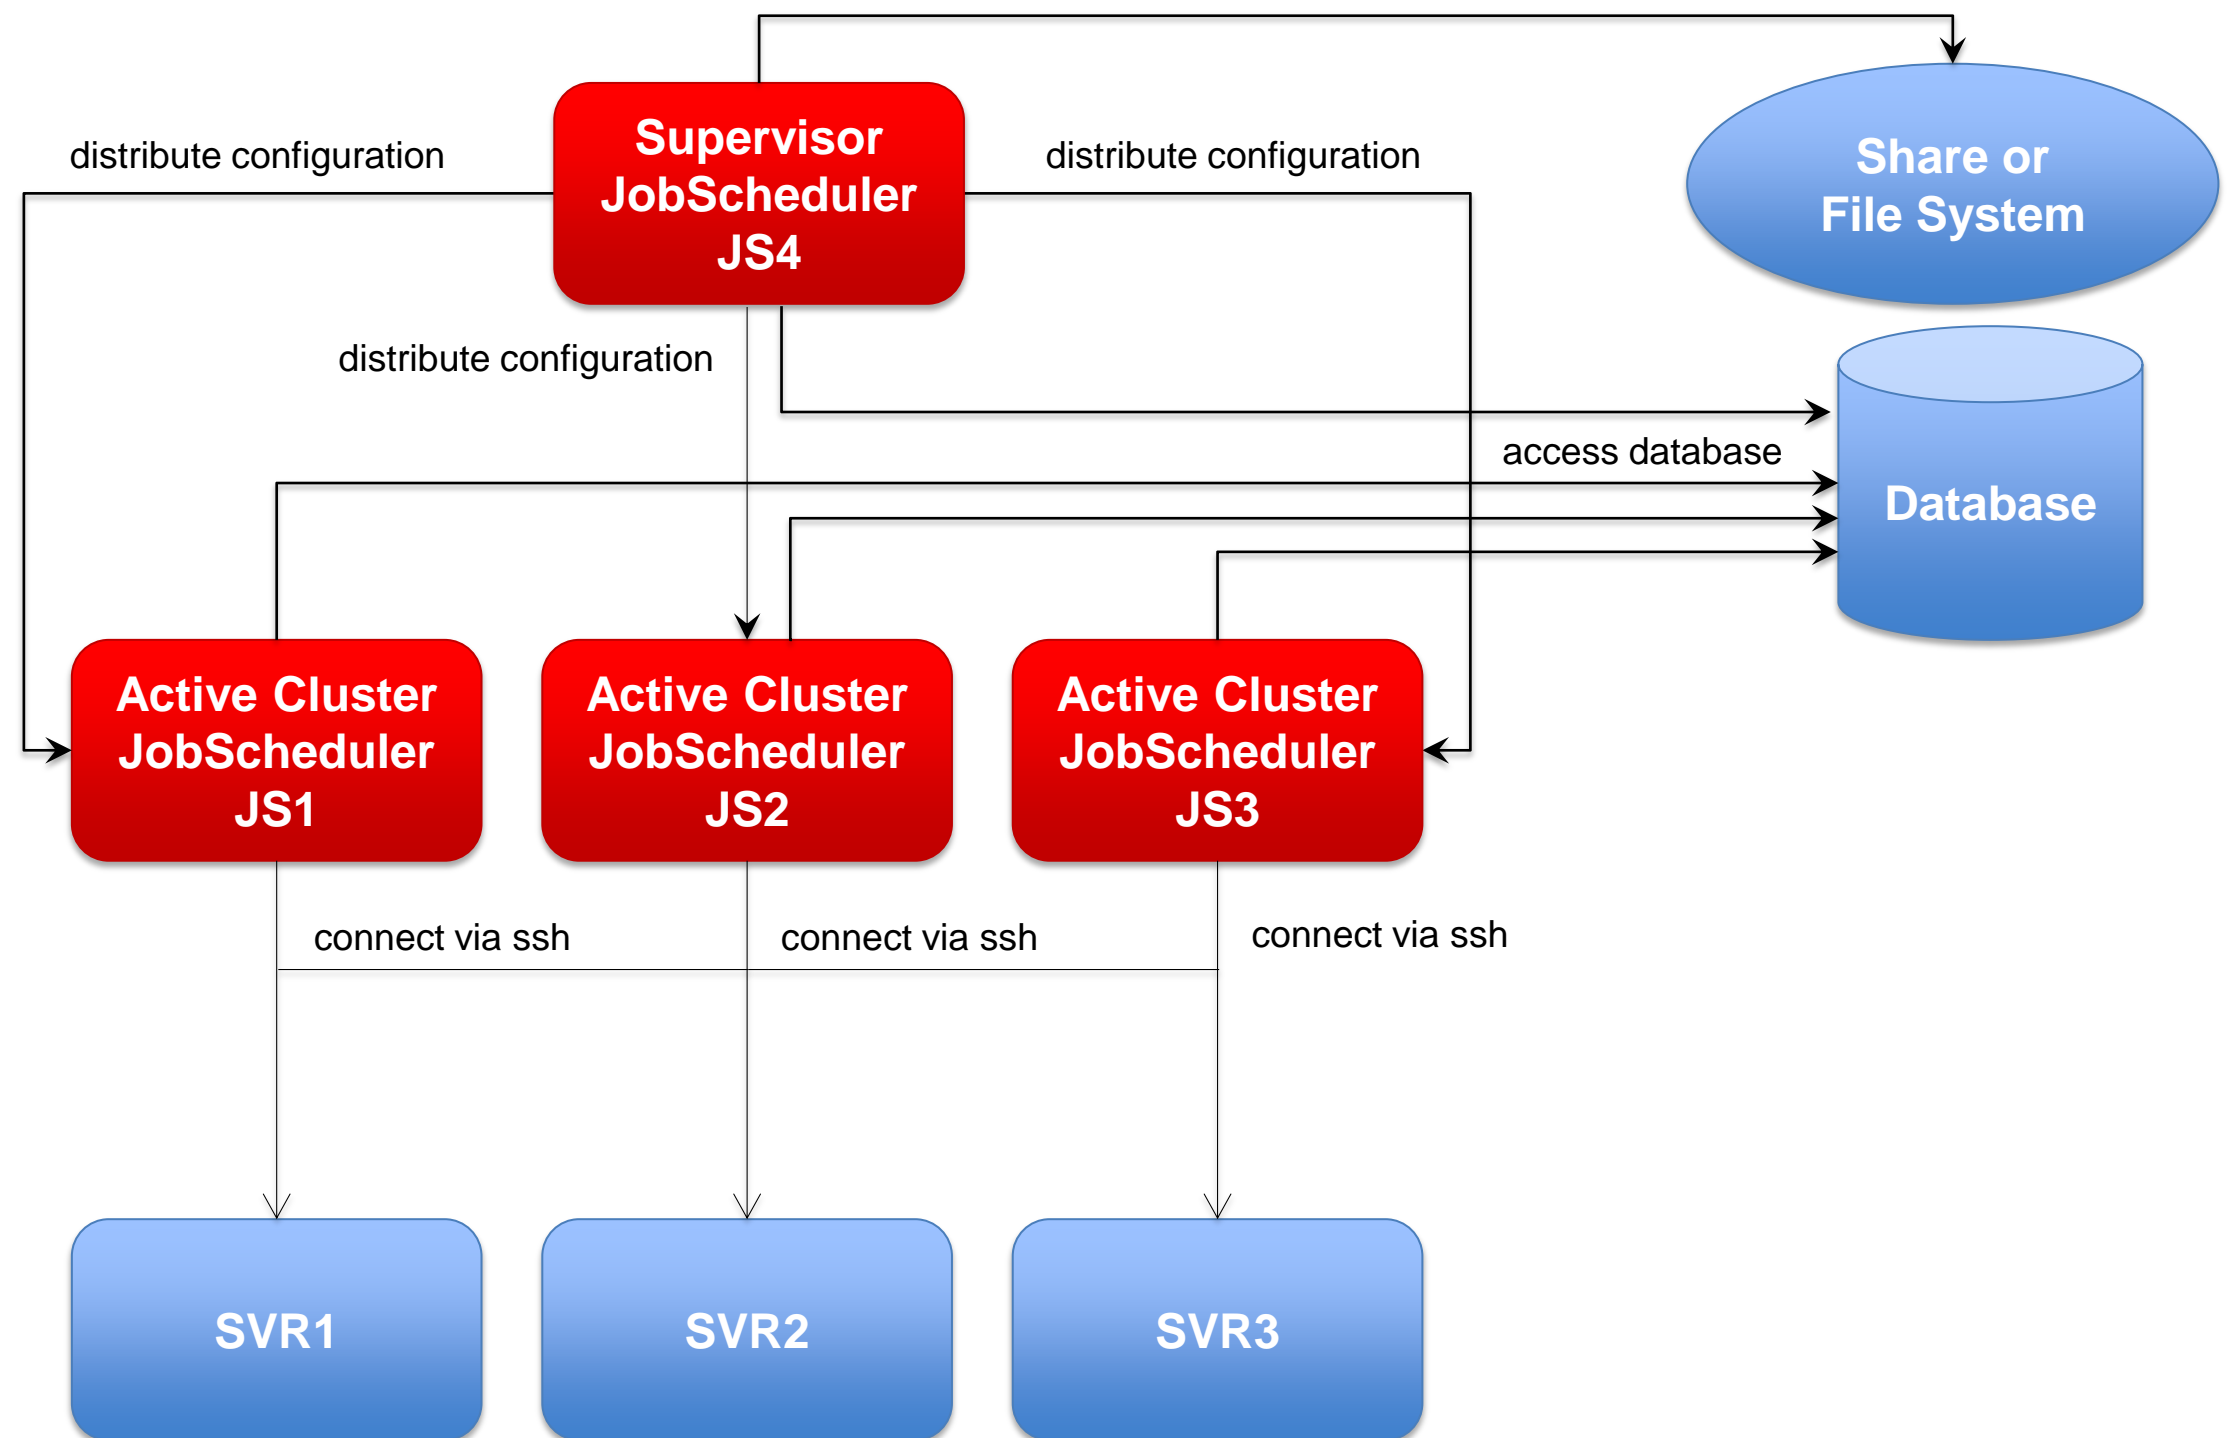 distribute configuration
Supervisor
JobScheduler
JS4
distribute configuration
Share or
File System
distribute configuration
access database
Database
Active Cluster
JobScheduler
JS1
Active Cluster
JobScheduler
JS2
Active Cluster
JobScheduler
JS3
connect via ssh
connect via ssh
connect via ssh
SVR1
SVR2
SVR3